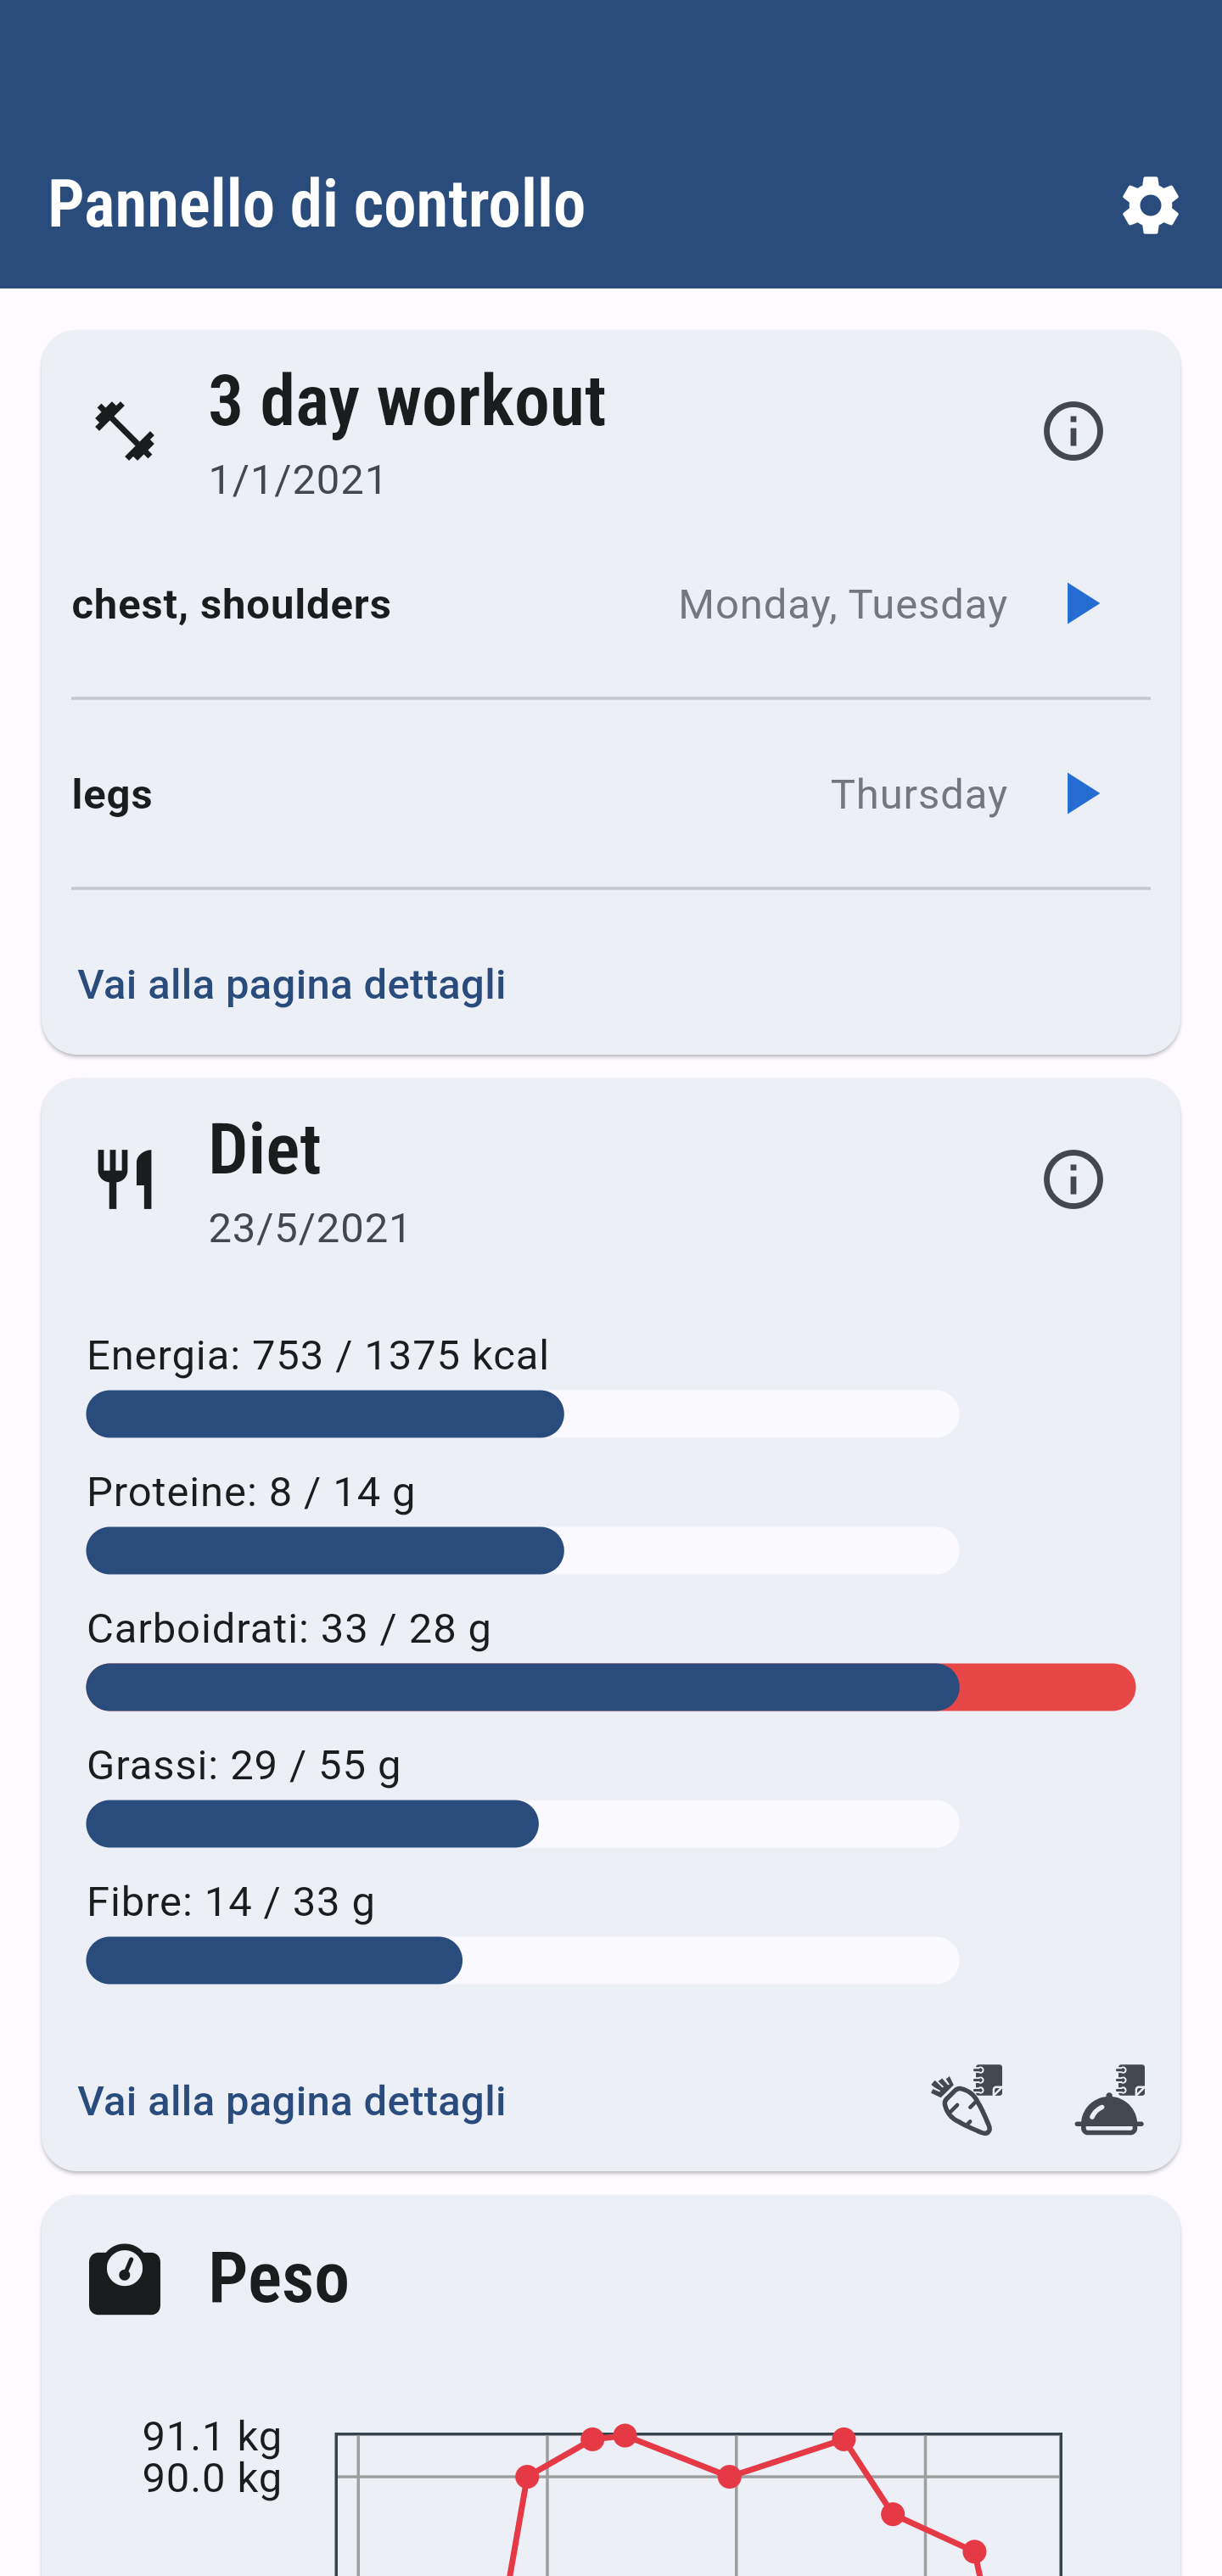 Pannello di controllo
3 day workout
1/1/2021
chest, shoulders Monday, Tuesday
legs Thursday
Vai alla pagina dettagli
Diet
23/5/2021
Energia: 753 / 1375 kcal
Proteine: 8 / 14 g
Carboidrati: 33 / 28 g
Grassi: 29 / 55 g
Fibre: 14 / 33 g
Vai alla pagina dettagli
Peso
91.1 kg
90.0 kg